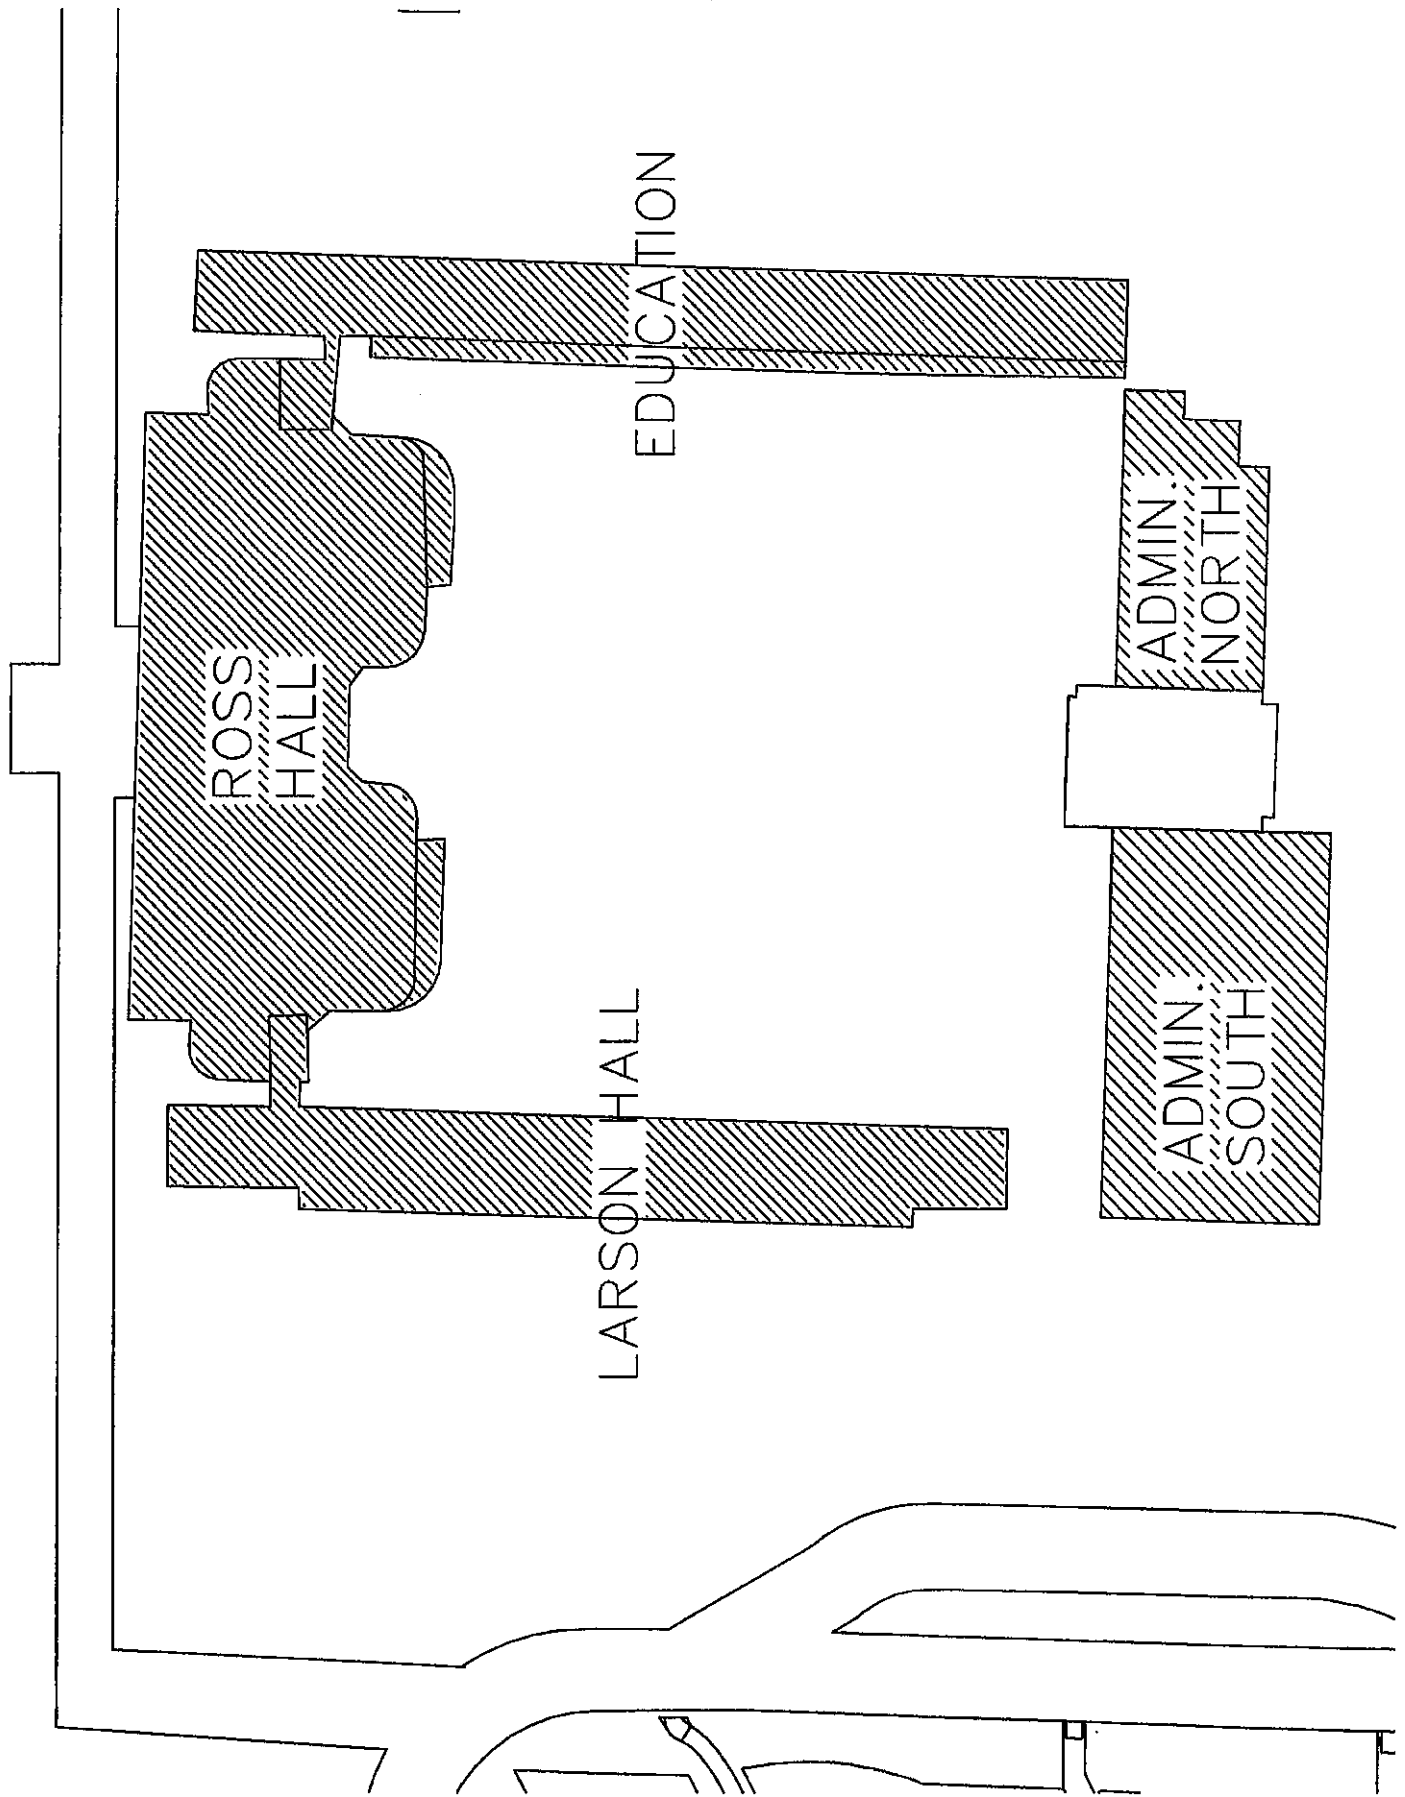 EDUCATION
ROSS
HALL
ADMIN.
NORTH
LARSON HALL
ADMIN.
SOUTH